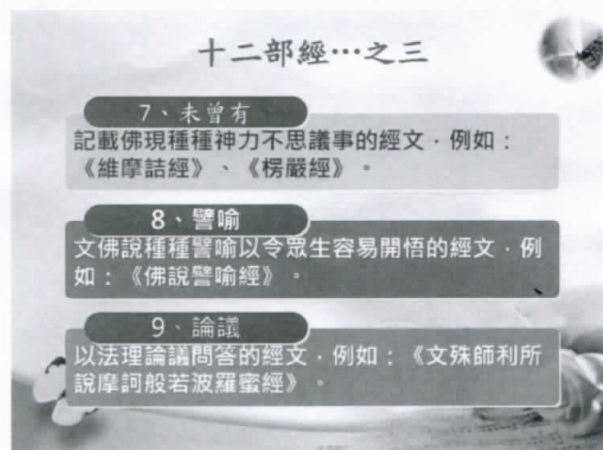 十二部經…之三
7、未曾有
記載佛現種種神力不思議事的經文，例如：
《維摩詰經》、《楞嚴經》。
8、譬喻
文佛說種種譬喻以令眾生容易開悟的經文，例
如：《佛說譬喻經》。
9、論議
以法理論議問答的經文，例如：《文殊師利所
說摩訶般若波羅蜜經》。